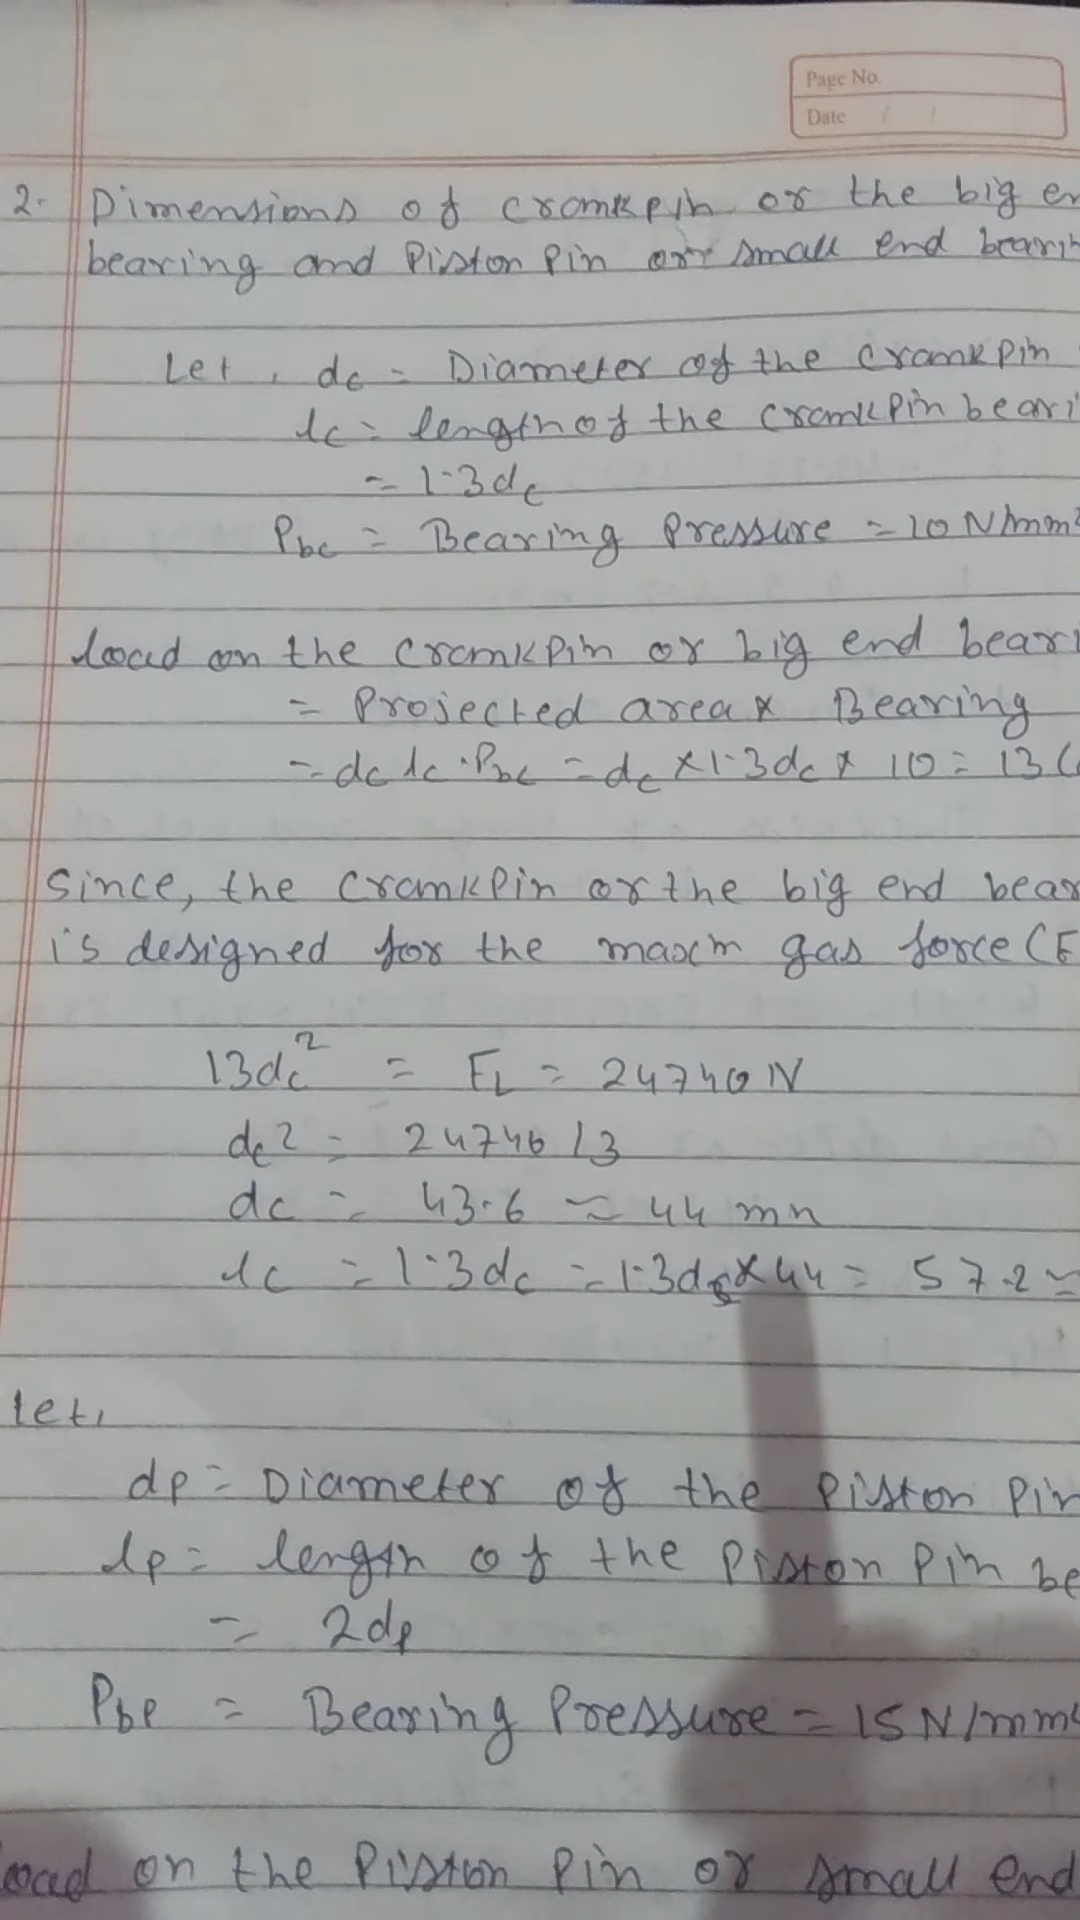 Page No.
Date / /
2. Dimensions of crankpin or the big en
bearing and Piston Pin or small end bearin
Let, dc = Diameter of the crankpin
lc = length of the crankpin beari
= 1.3dc
Pbc = Bearing Pressure = 10 N/mm²
load on the crankpin or big end beari
= Projected area x Bearing
= dc lc . Pbc = dc x 1.3dc x 10 = 13 (
Since, the crankpin or the big end bear
is designed for the maxm gas force (F
13dc² = FL = 24740 N
dc2 = 24740 13
dc = 43.6 ≈ 44 mm
lc = 1.3dc = 1.3dc x 44 = 57.2 ≈
Let,
dp = Diameter of the Piston Pin
lp = length of the Piston Pin be
= 2dp
Pbp = Bearing Pressure = 15 N/mm²
load on the Piston Pin or small end